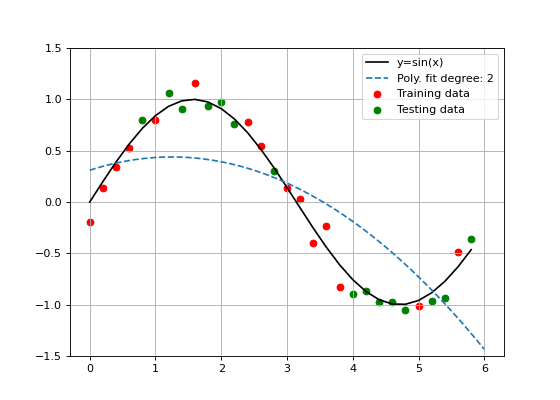 y=sin(x)
Poly. fit degree: 2
Training data
Testing data
1.5
1.0
0.5
0.0
−0.5
−1.0
−1.5
0 1 2 3 4 5 6